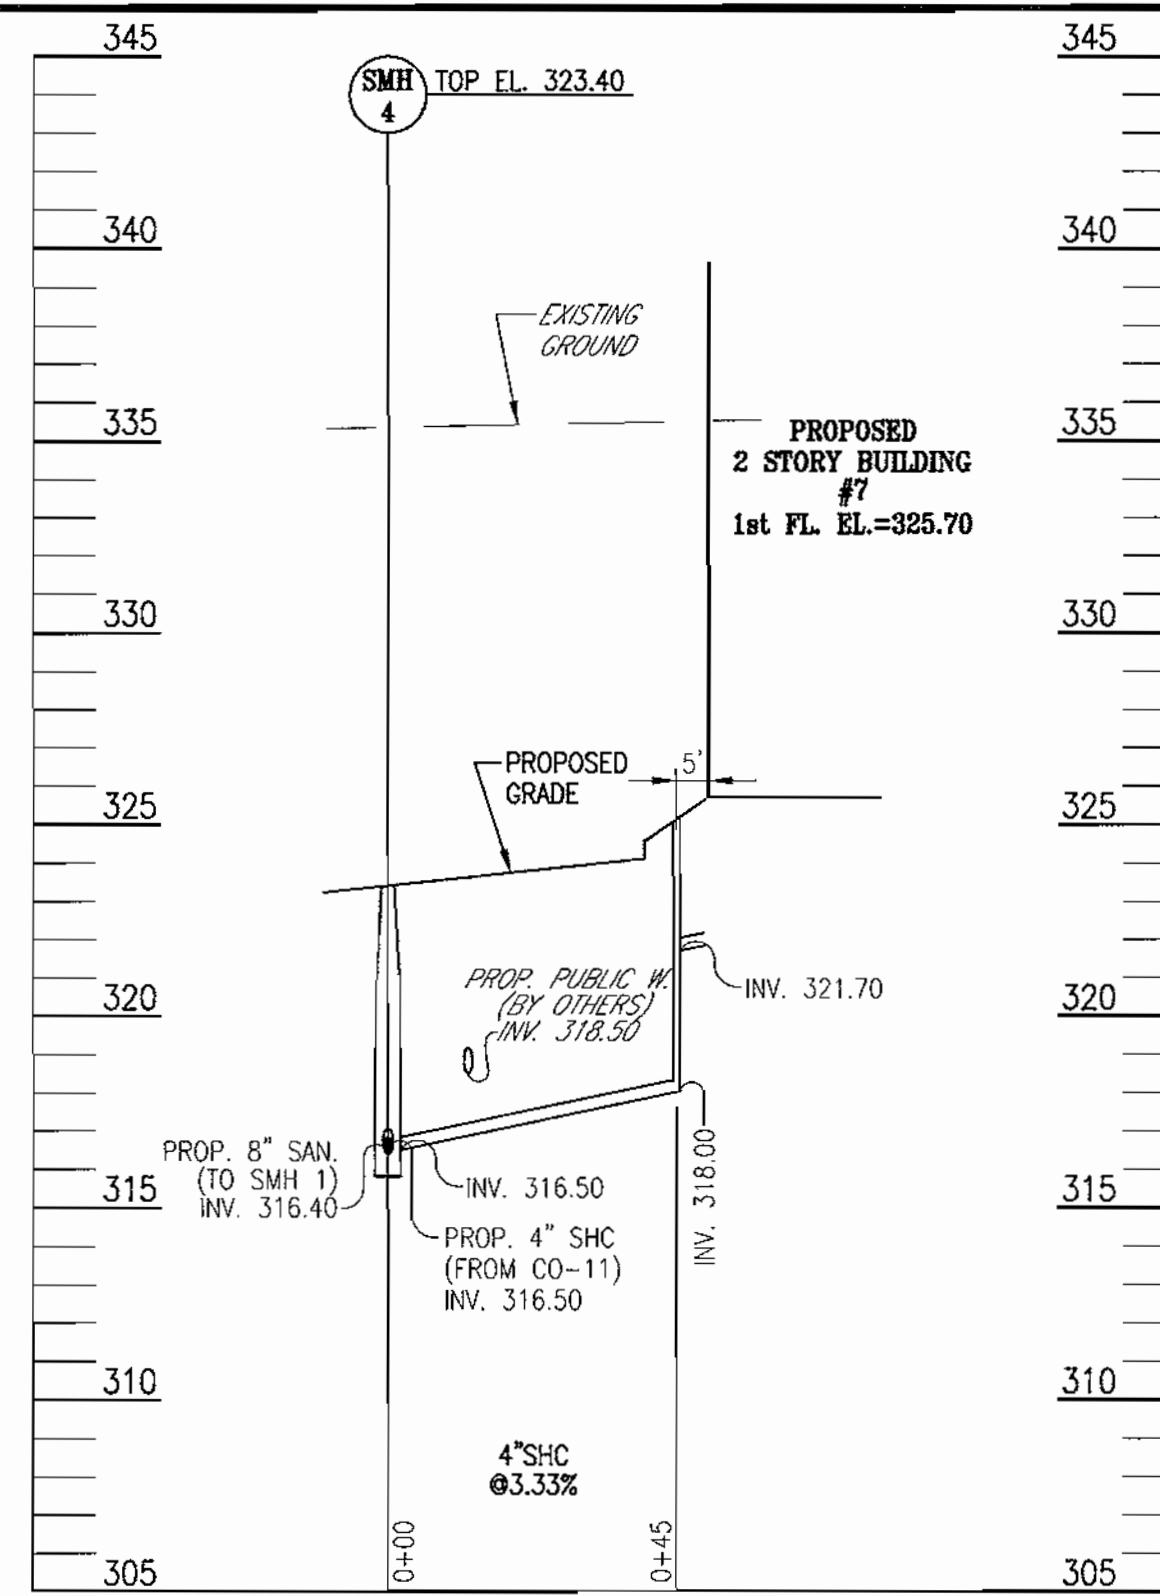 345
345
SMH
4
TOP EL. 323.40
340
340
EXISTING
GROUND
335
335
PROPOSED
2 STORY BUILDING
#7
1st FL. EL.=325.70
330
330
PROPOSED
GRADE
5'
325
325
PROP. PUBLIC W.
(BY OTHERS)
INV. 318.50
INV. 321.70
320
320
PROP. 8" SAN.
(TO SMH 1)
INV. 316.40
INV. 316.50
PROP. 4" SHC
(FROM CO-11)
INV. 316.50
INV. 318.00
315
315
310
310
4"SHC
@3.33%
0+00
0+45
305
305